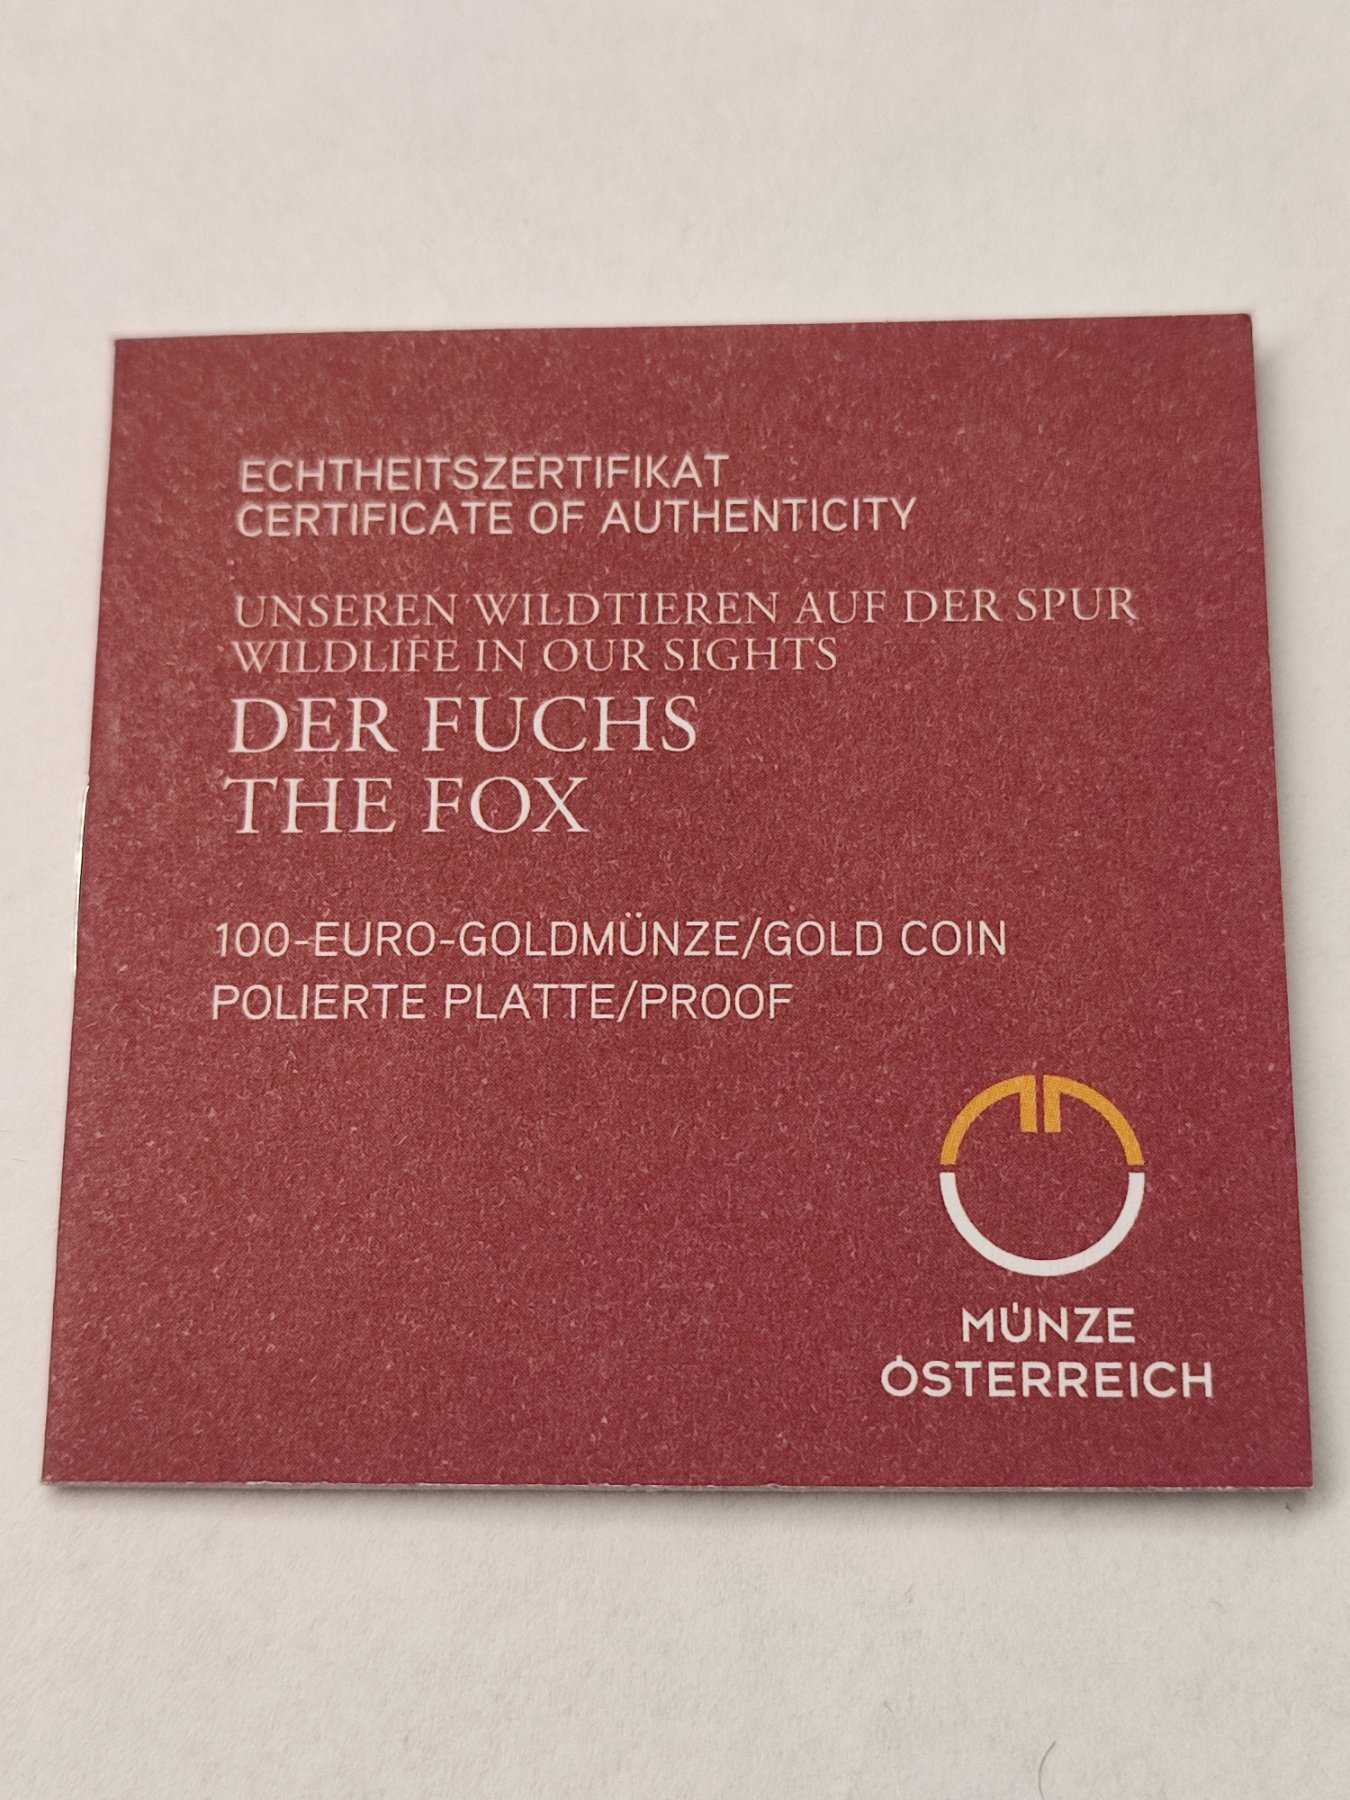 ECHTHEITSZERTIFIKAT
CERTIFICATE OF AUTHENTICITY
UNSEREN WILDTIEREN AUF DER SPUR
WILDLIFE IN OUR SIGHTS
DER FUCHS
THE FOX
100-EURO-GOLDMÜNZE/GOLD COIN
POLIERTE PLATTE/PROOF
MÜNZE
ÖSTERREICH